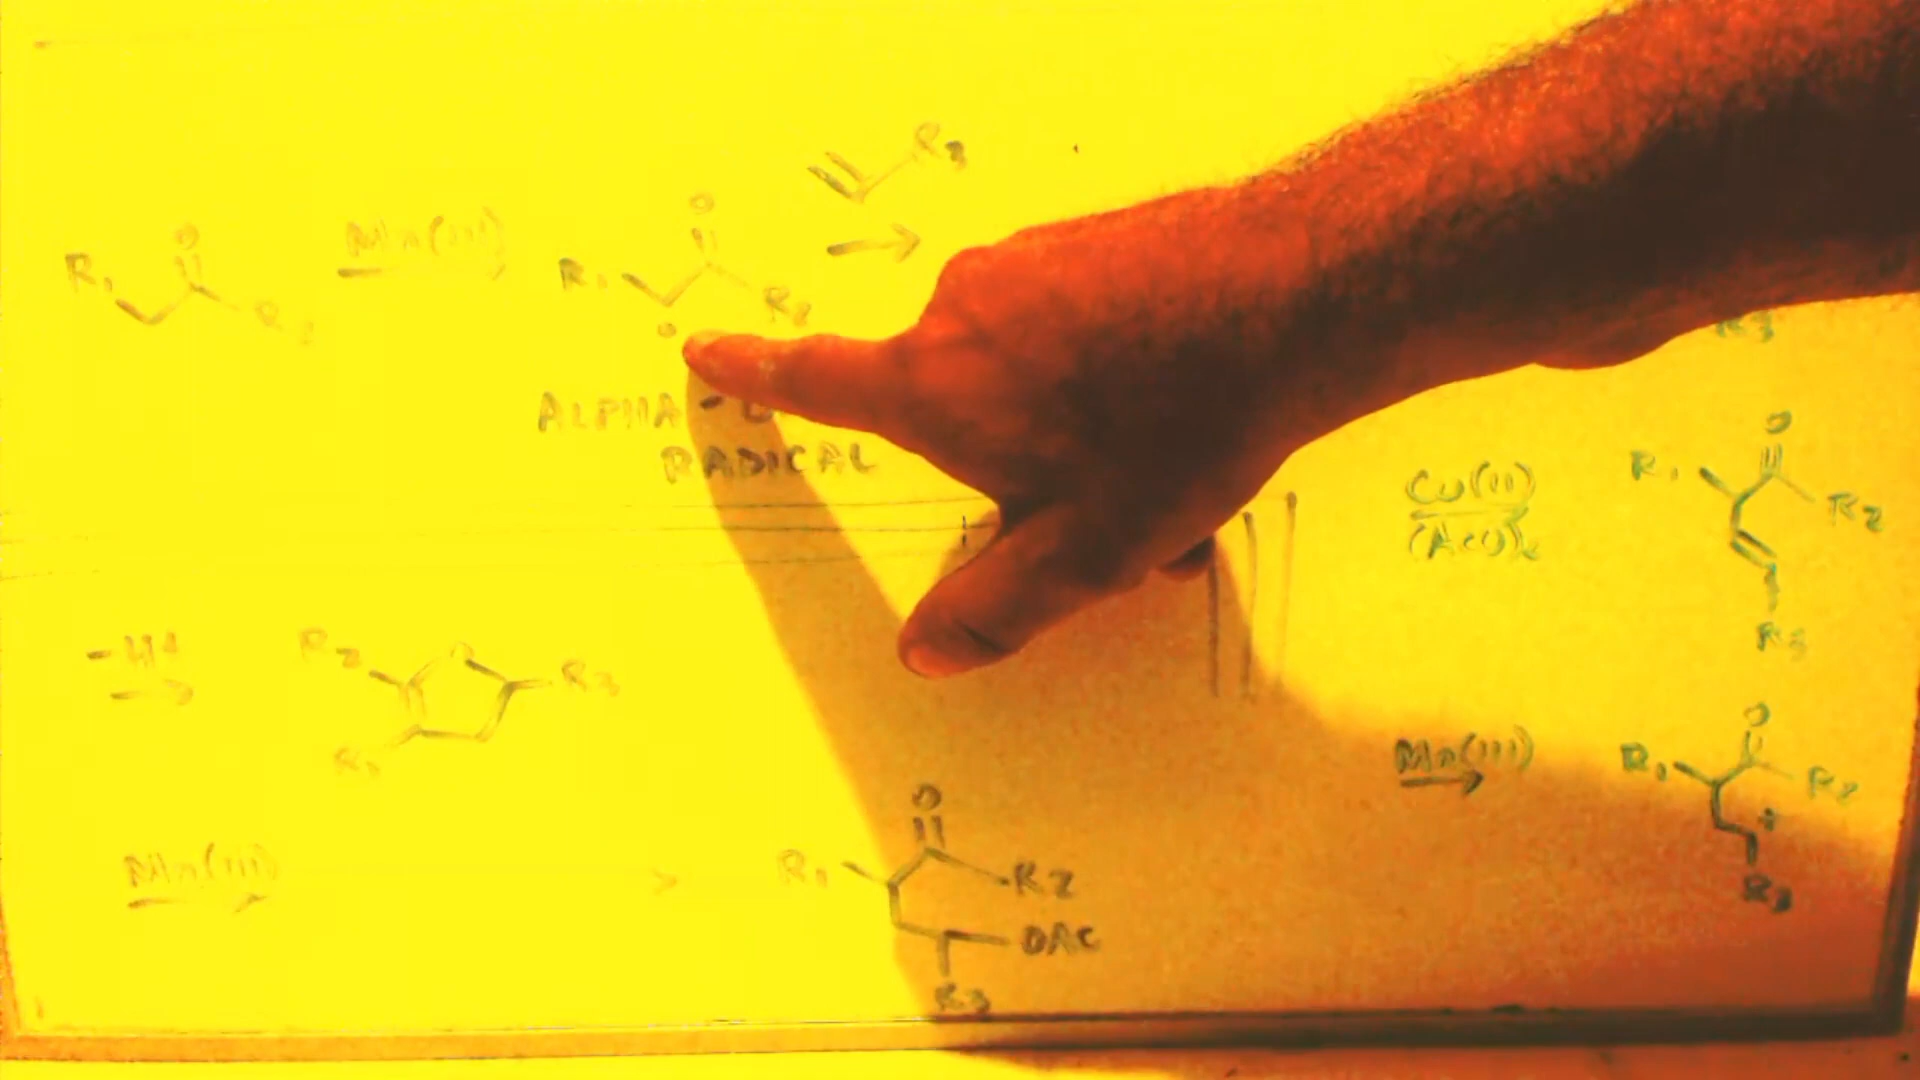 R3
O
O
R1 Mn(III) R1
R2 R2
R3
ALPHA -
RADICAL
O
R1
Cu(II)
R2
(AcO)2
-H+ R2 O R3
R3
R1
O
Mn(III) R1 R2
+
O
Mn(III) R1 R2
R3
OAC
R3